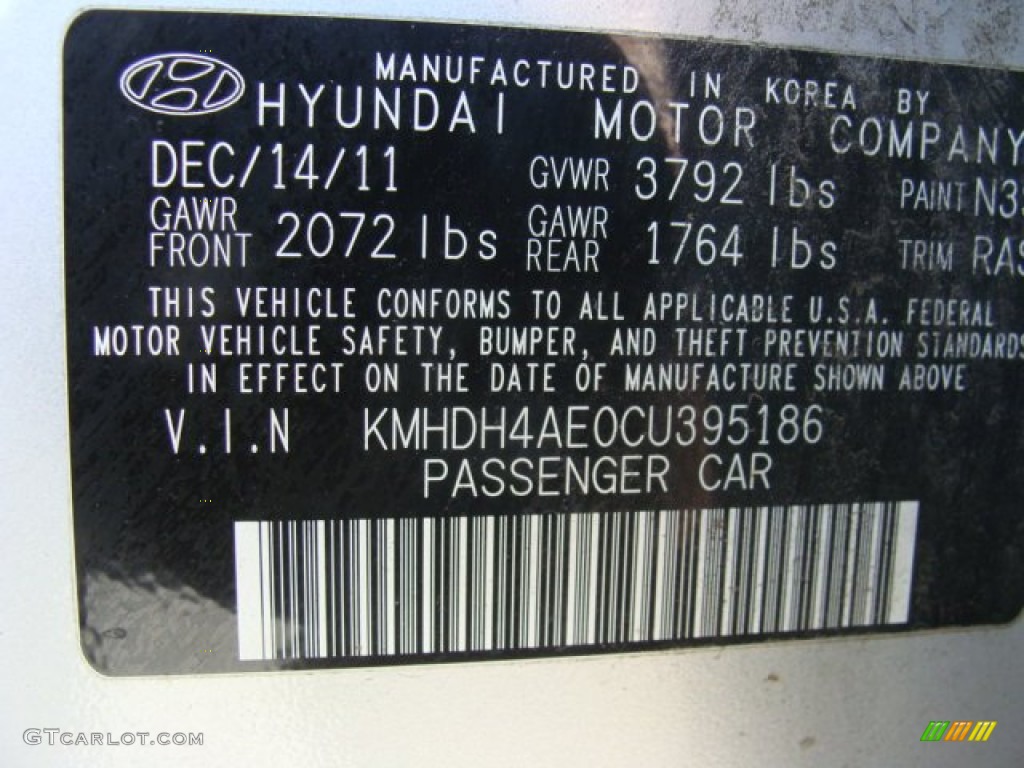 MANUFACTURED IN KOREA BY
HYUNDAI MOTOR COMPANY
DEC/14/11 GVWR 3792 lbs PAINT N3
GAWR FRONT 2072 lbs GAWR REAR 1764 lbs TRIM RAS
THIS VEHICLE CONFORMS TO ALL APPLICABLE U.S.A. FEDERAL
MOTOR VEHICLE SAFETY, BUMPER, AND THEFT PREVENTION STANDARDS
IN EFFECT ON THE DATE OF MANUFACTURE SHOWN ABOVE
V.I.N KMHDH4AE0CU395186
PASSENGER CAR
GTCARLOT.COM